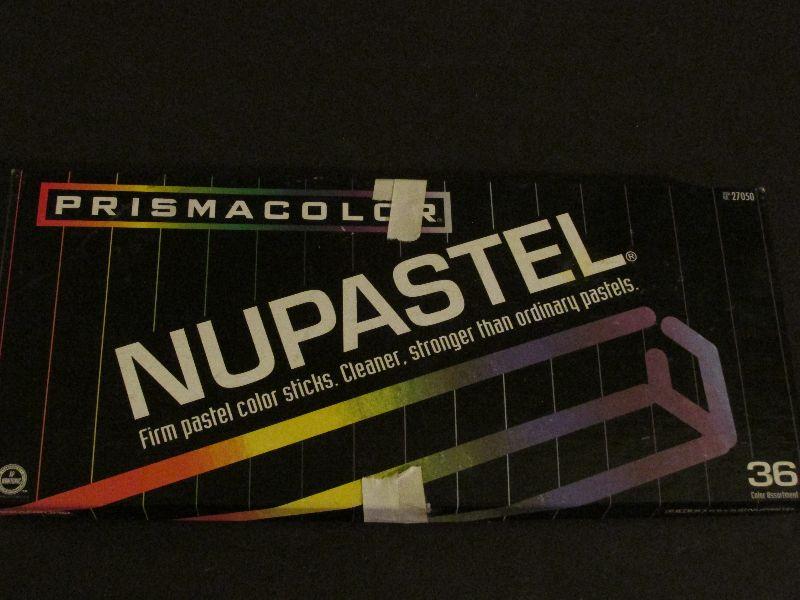 PRISMACOLOR®
27050
NUPASTEL®
Firm pastel color sticks. Cleaner, stronger than ordinary pastels.
36
Color Assortment